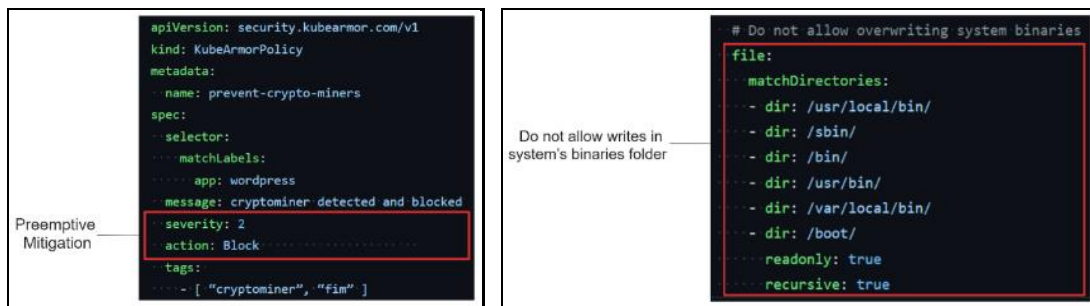 Preemptive
Mitigation
apiVersion: security.kubearmor.com/v1
kind: KubeArmorPolicy
metadata:
name: prevent-crypto-miners
spec:
selector:
matchLabels:
app: wordpress
message: cryptominer detected and blocked
severity: 2
action: Block
tags:
- [ "cryptominer", "fim" ]
Do not allow writes in
system's binaries folder
# Do not allow overwriting system binaries
file:
matchDirectories:
- dir: /usr/local/bin/
- dir: /sbin/
- dir: /bin/
- dir: /usr/bin/
- dir: /var/local/bin/
- dir: /boot/
readonly: true
recursive: true